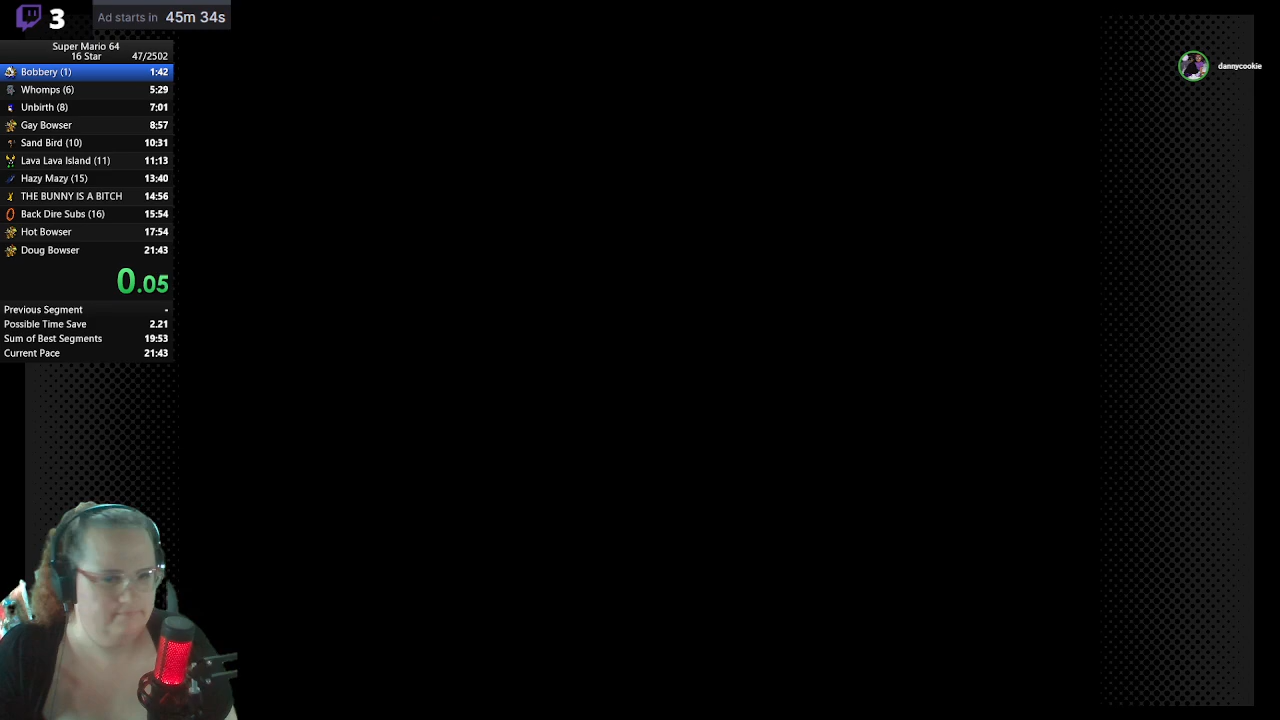 3
Ad starts in 45m 34s
Super Mario 64
16 Star 47/2502
Bobbery (1) 1:42
Whomps (6) 5:29
Unbirth (8) 7:01
Gay Bowser 8:57
Sand Bird (10) 10:31
Lava Lava Island (11) 11:13
Hazy Mazy (15) 13:40
THE BUNNY IS A BITCH 14:56
Back Dire Subs (16) 15:54
Hot Bowser 17:54
Doug Bowser 21:43
0.05
Previous Segment -
Possible Time Save 2.21
Sum of Best Segments 19:53
Current Pace 21:43
dannycookie